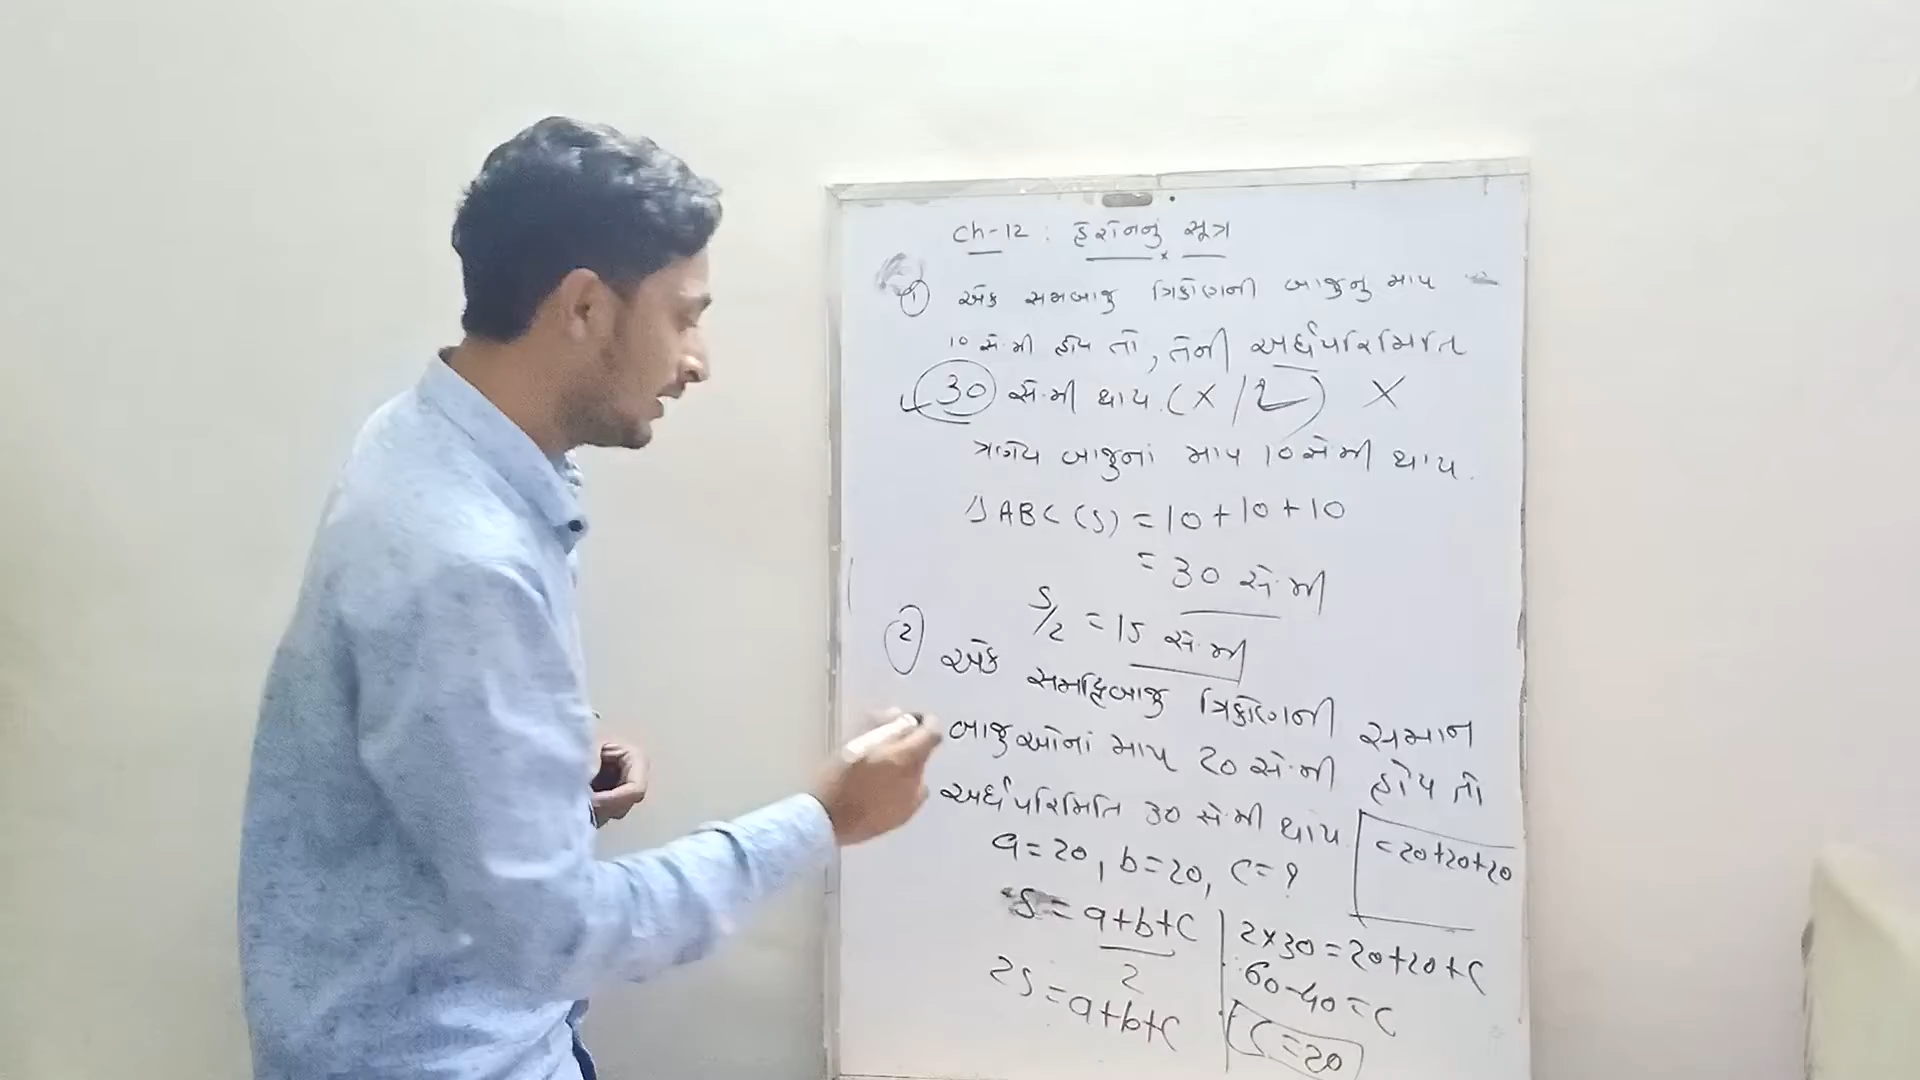 Ch-12 : હેરોનનું સૂત્ર
① એક સમબાજુ ત્રિકોણની બાજુનુ માપ
10 સે.મી હોય તો, તેની અર્ધપરિમિતિ
30 સે.મી થાય. (X/✓) X
ત્રણેય બાજુનાં માપ 10 સે.મી થાય.
△ABC (S) = 10+10+10
= 30 સે.મી
S/2 = 15 સે.મી
② એક સમદ્વિબાજુ ત્રિકોણની સમાન
બાજુઓનાં માપ 20 સે.મી હોય તો
અર્ધપરિમિતિ 30 સે.મી થાય.
= 20+20+20
a=20, b=20, c=?
S = a+b+c / 2
2S = a+b+c
2×30 = 20+20+c
60-40 = c
c = 20